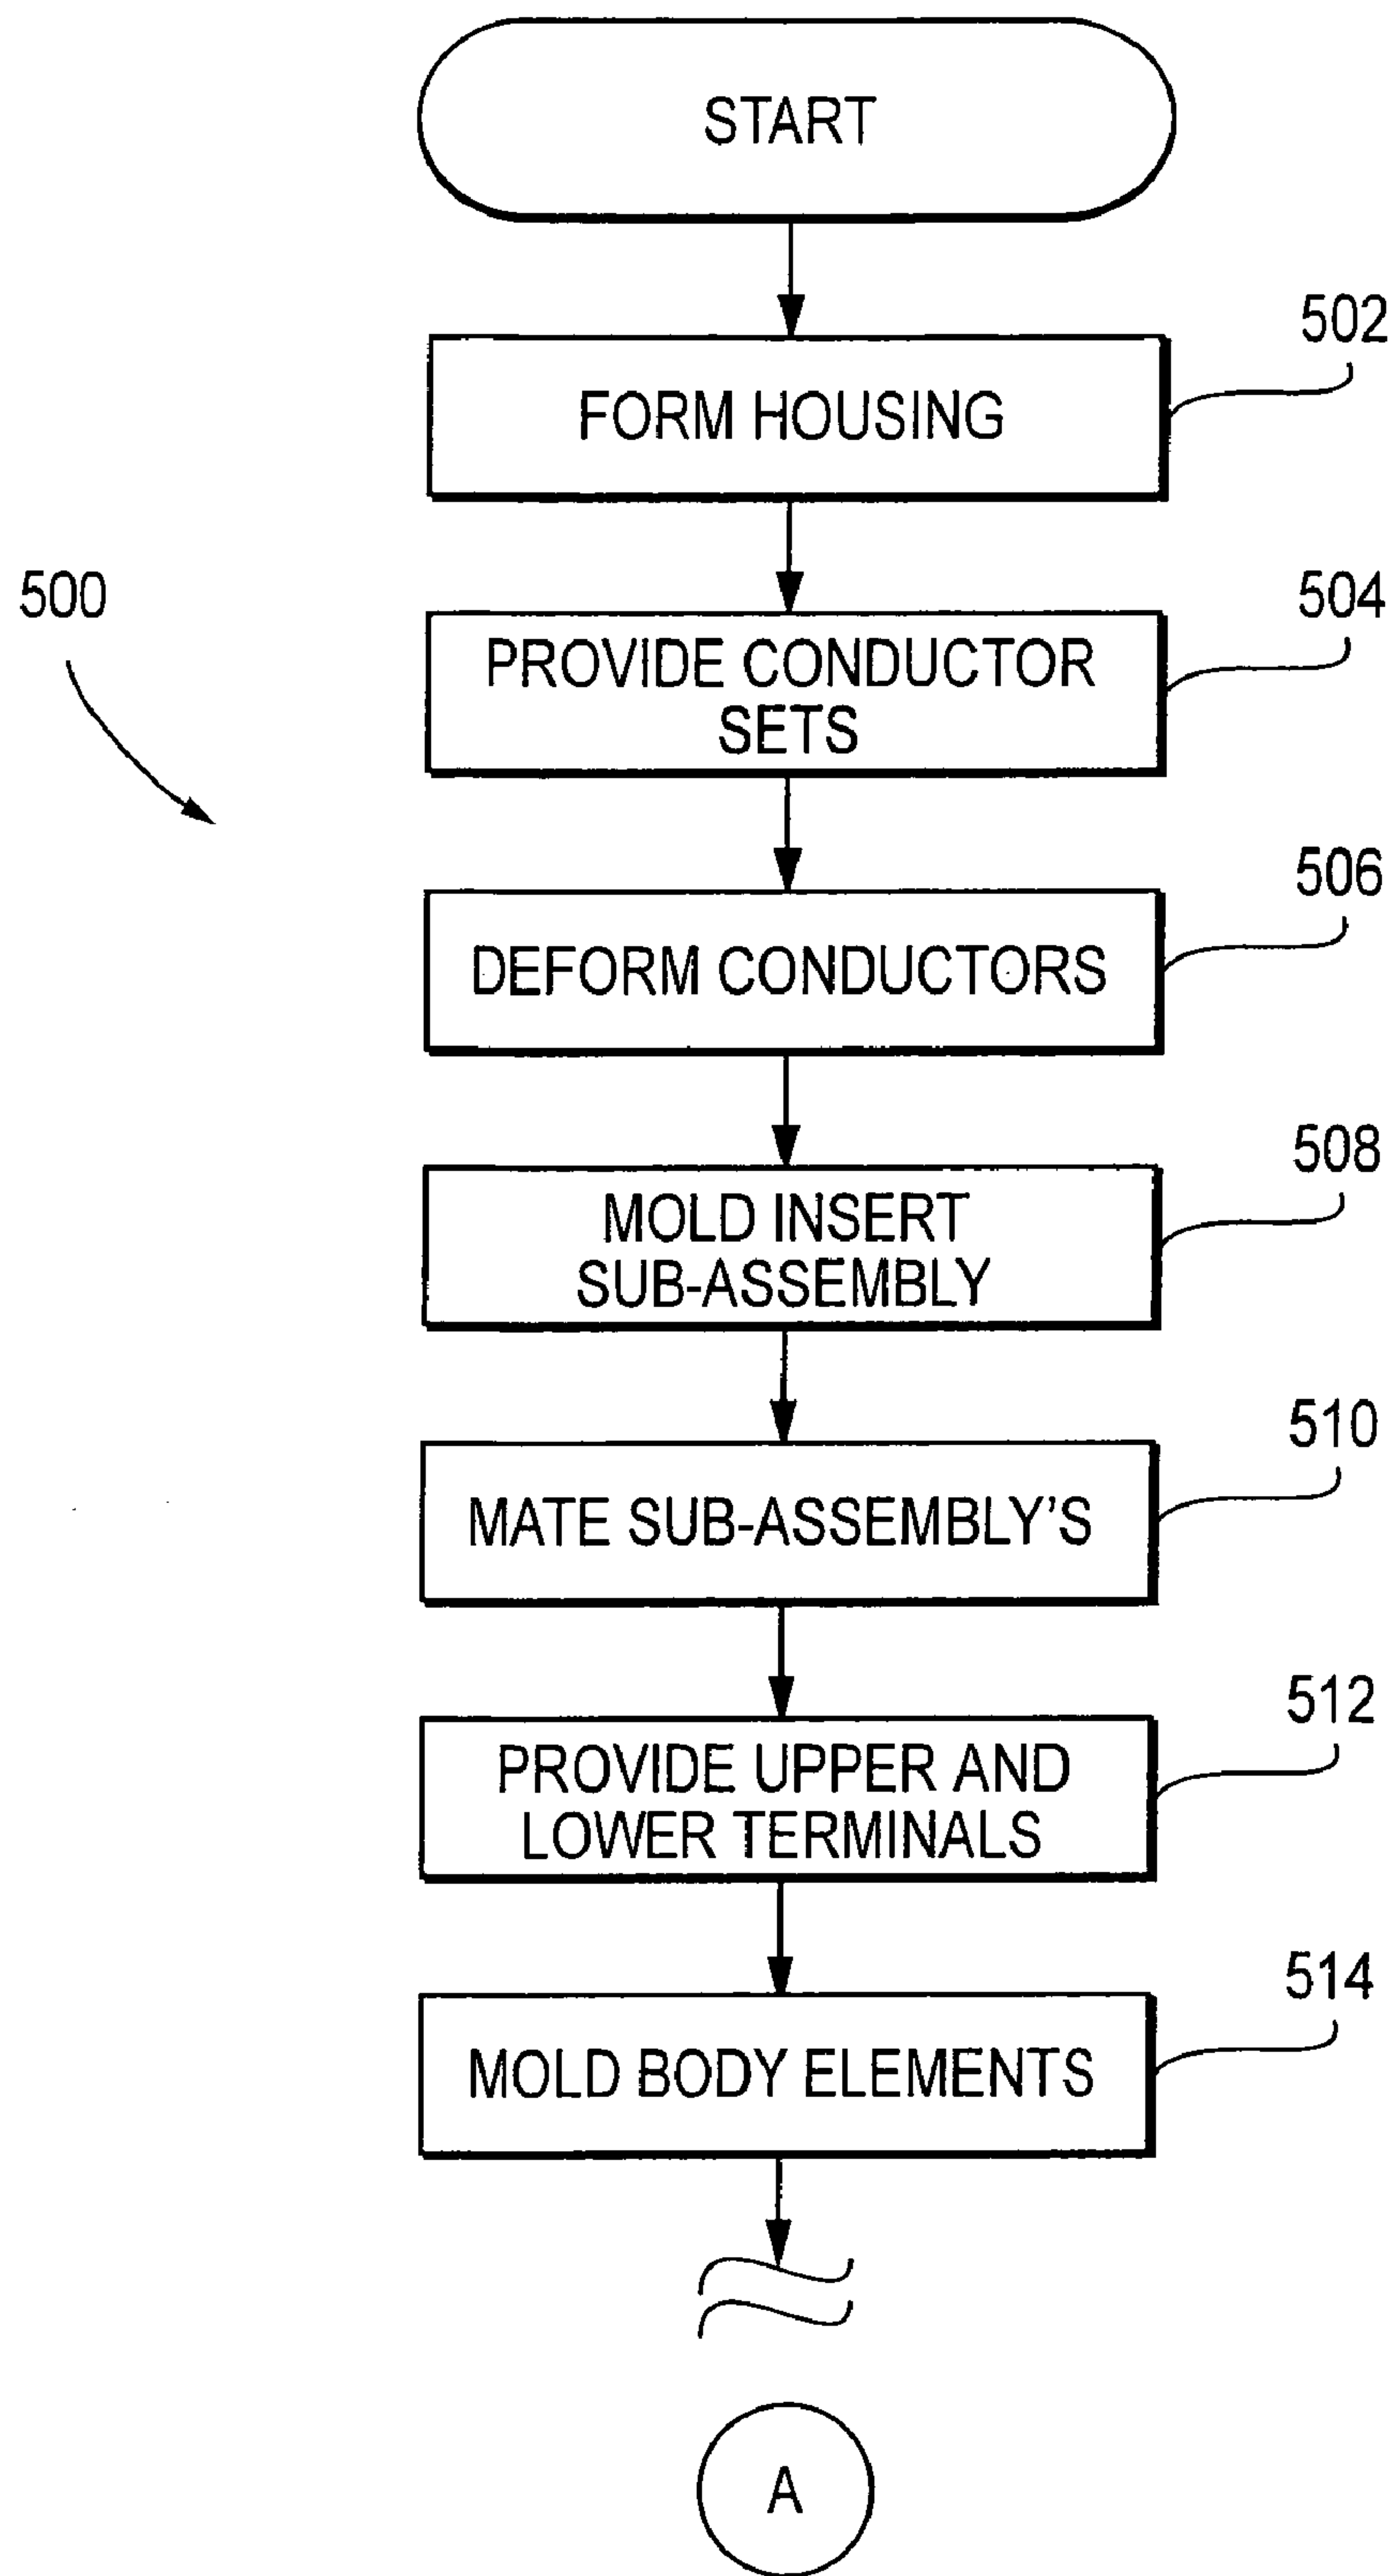 START
502
FORM HOUSING
500
504
PROVIDE CONDUCTOR
SETS
506
DEFORM CONDUCTORS
508
MOLD INSERT
SUB-ASSEMBLY
510
MATE SUB-ASSEMBLY’S
512
PROVIDE UPPER AND
LOWER TERMINALS
514
MOLD BODY ELEMENTS
A